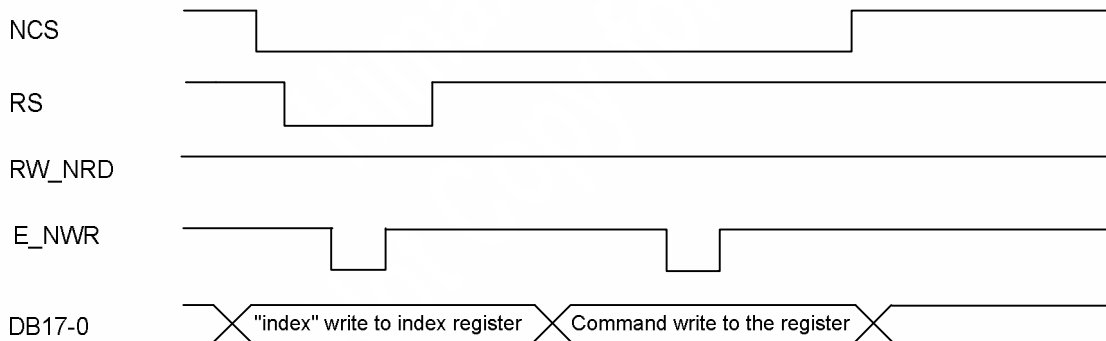 NCS
RS
RW_NRD
E_NWR
DB17-0 "index" write to index register Command write to the register